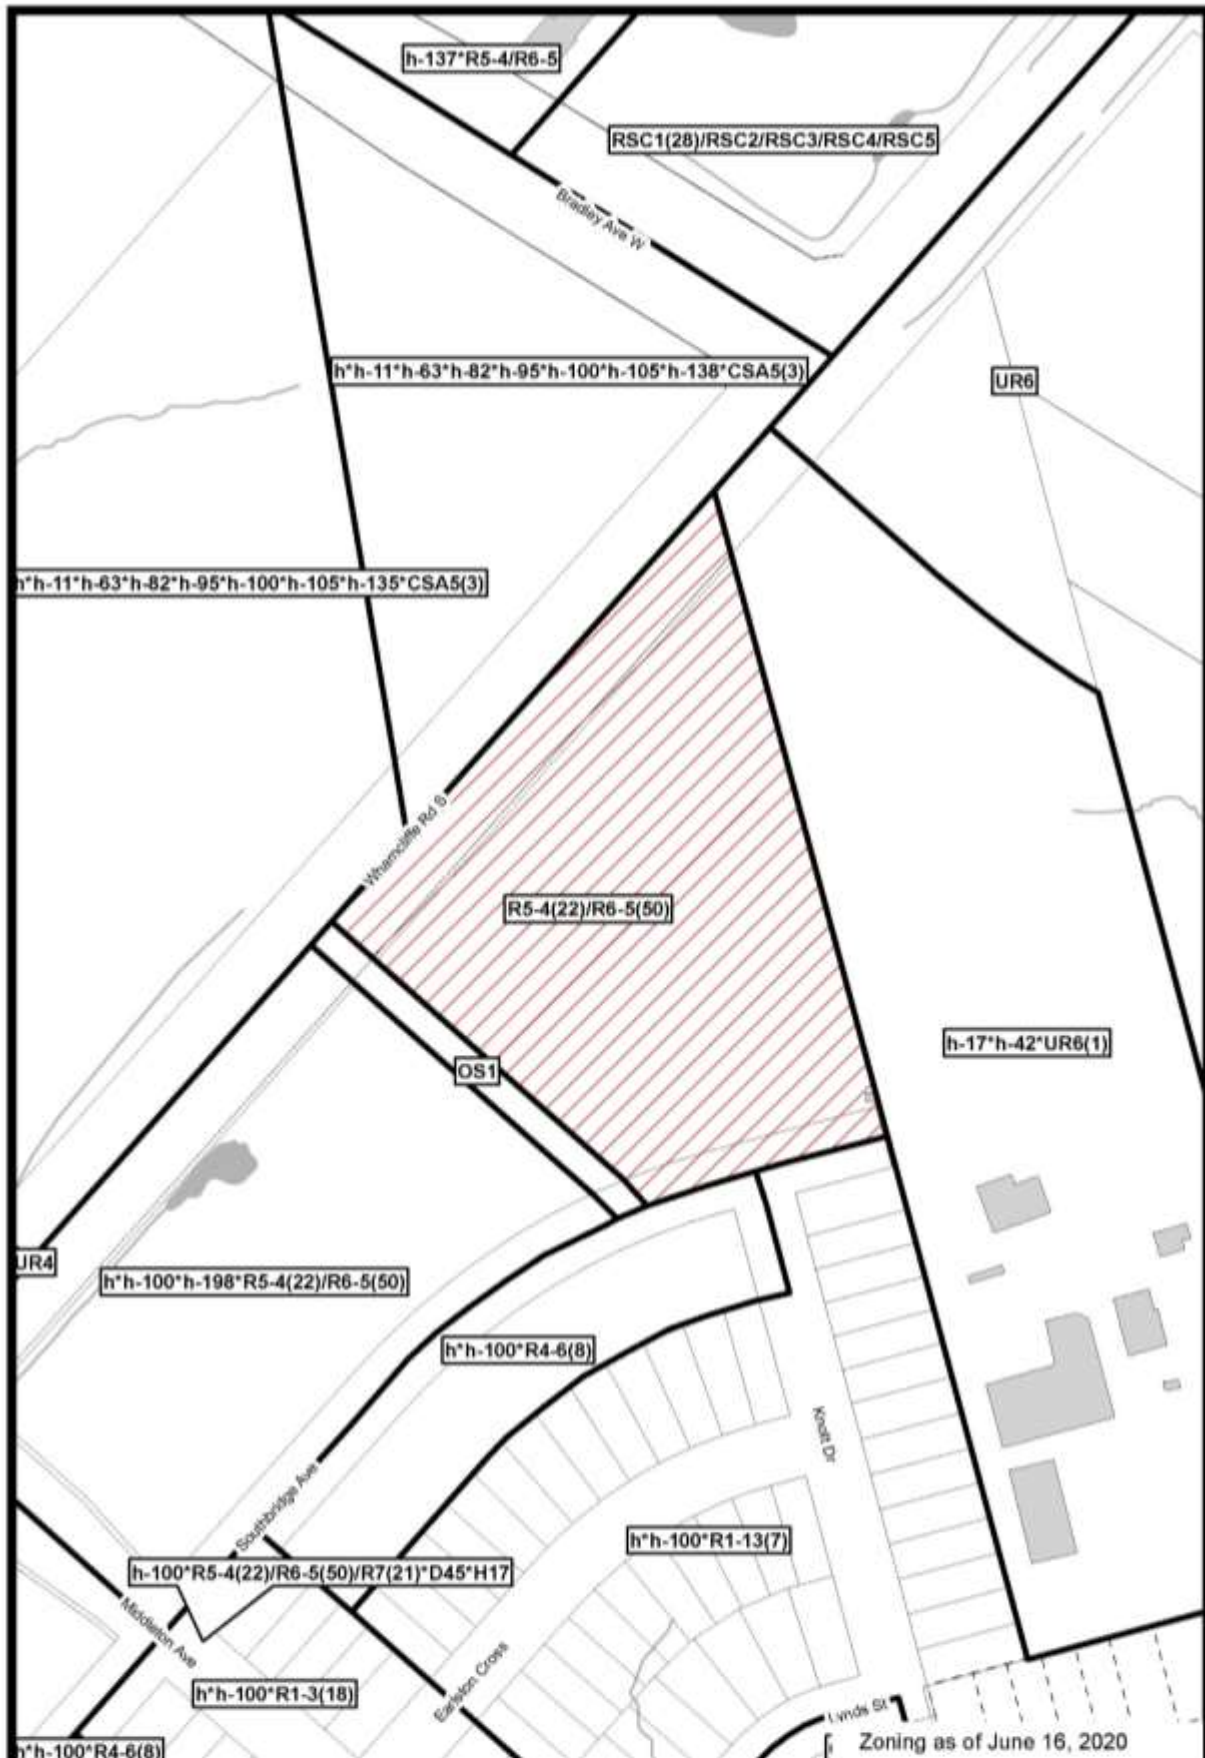 h-137*R5-4/R6-5
RSC1(28)/RSC2/RSC3/RSC4/RSC5
Bradley Ave W
h*h-11*h-63*h-82*h-95*h-100*h-105*h-138*CSA5(3)
UR6
h*h-11*h-63*h-82*h-95*h-100*h-105*h-135*CSA5(3)
Wharncliffe Rd S
R5-4(22)/R6-5(50)
h-17*h-42*UR6(1)
OS1
UR4
h*h-100*h-198*R5-4(22)/R6-5(50)
h*h-100*R4-6(8)
Knott Dr
Southbridge Ave
h*h-100*R1-13(7)
h-100*R5-4(22)/R6-5(50)/R7(21)*D45*H17
Middleton Ave
Earlston Cross
h*h-100*R1-3(18)
Lynds St
h*h-100*R4-6(8)
Zoning as of June 16, 2020